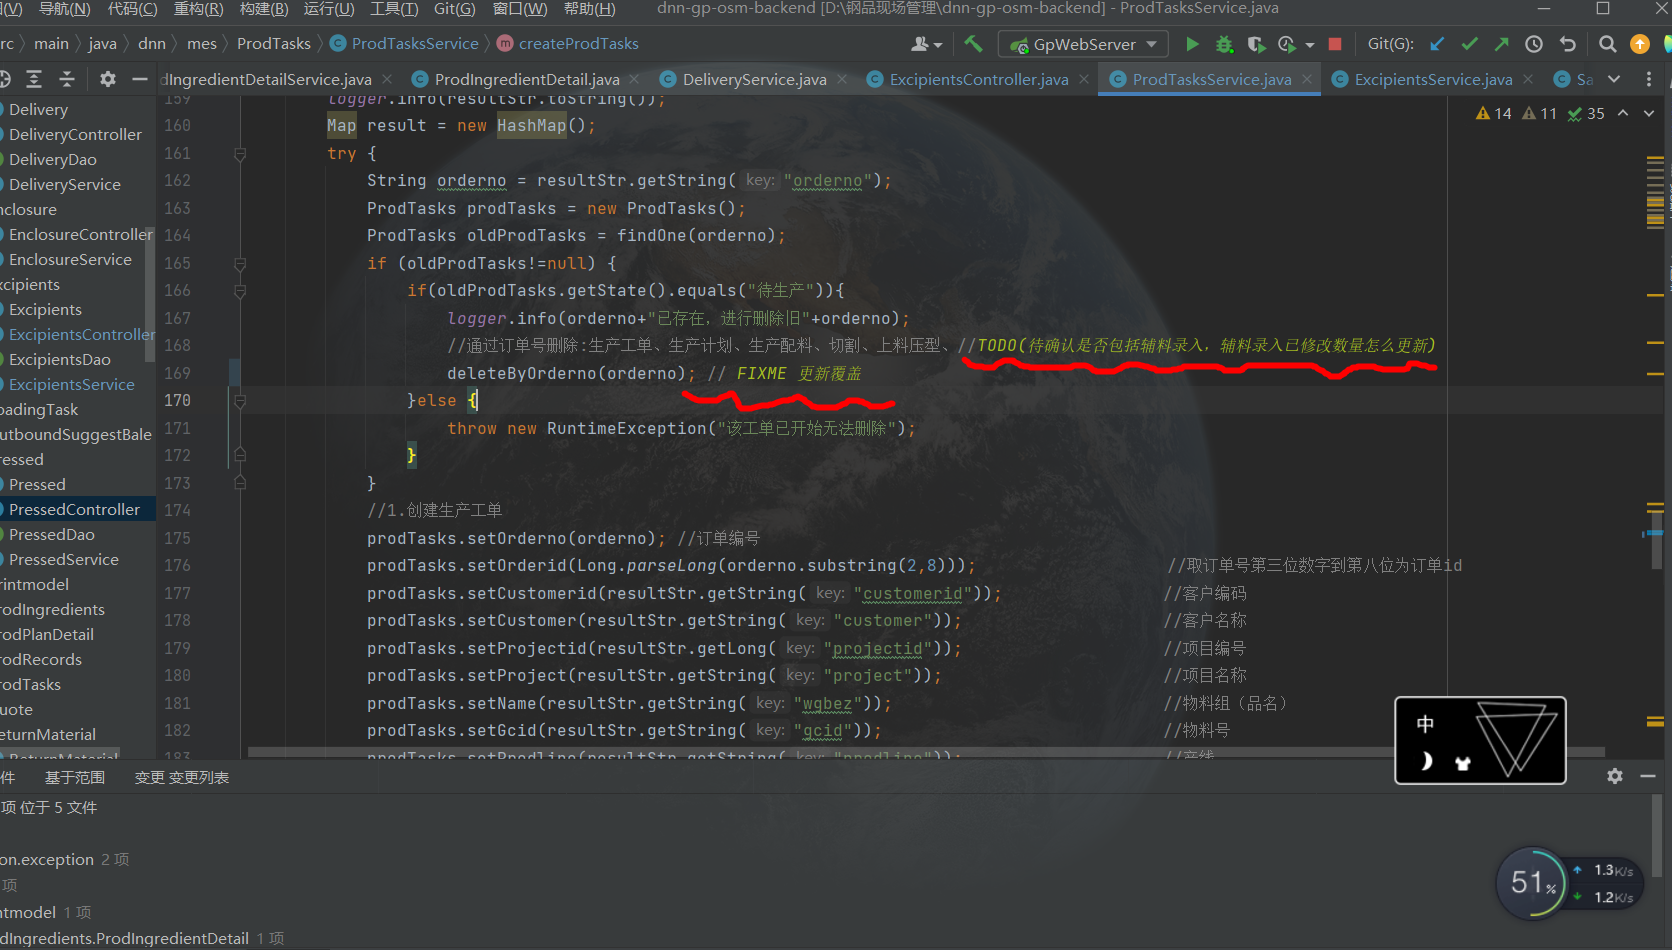 导航(N) 代码(C) 重构(R) 构建(B) 运行(U) 工具(T) Git(G) 窗口(W) 帮助(H) dnn-gp-osm-backend [D:\钢品现场管理\dnn-gp-osm-backend] - ProdTasksService.java
rc main java dnn mes ProdTasks ProdTasksService createProdTasks GpWebServer Git(G):
dIngredientDetailService.java ProdIngredientDetail.java DeliveryService.java ExcipientsController.java ProdTasksService.java ExcipientsService.java Sa
14 11 35
Delivery
DeliveryController
DeliveryDao
DeliveryService
nclosure
EnclosureController
EnclosureService
xcipients
Excipients
ExcipientsController
ExcipientsDao
ExcipientsService
oadingTask
utboundSuggestBale
ressed
Pressed
PressedController
PressedDao
PressedService
rintmodel
rodIngredients
rodPlanDetail
rodRecords
rodTasks
uote
eturnMaterial
ReturnMaterial
159 logger.info(resultStr.toString());
160 Map result = new HashMap();
161 try {
162 String orderno = resultStr.getString( key: "orderno");
163 ProdTasks prodTasks = new ProdTasks();
164 ProdTasks oldProdTasks = findOne(orderno);
165 if (oldProdTasks!=null) {
166 if(oldProdTasks.getState().equals("待生产")){
167 logger.info(orderno+"已存在，进行删除旧"+orderno);
168 //通过订单号删除:生产工单、生产计划、生产配料、切割、上料压型、//TODO(待确认是否包括辅料录入，辅料录入已修改数量怎么更新)
169 deleteByOrderno(orderno); // FIXME 更新覆盖
170 }else {
171 throw new RuntimeException("该工单已开始无法删除");
172 }
173 }
174 //1.创建生产工单
175 prodTasks.setOrderno(orderno); //订单编号
176 prodTasks.setOrderid(Long.parseLong(orderno.substring(2,8))); //取订单号第三位数字到第八位为订单id
177 prodTasks.setCustomerid(resultStr.getString( key: "customerid")); //客户编码
178 prodTasks.setCustomer(resultStr.getString( key: "customer")); //客户名称
179 prodTasks.setProjectid(resultStr.getLong( key: "projectid")); //项目编号
180 prodTasks.setProject(resultStr.getString( key: "project")); //项目名称
181 prodTasks.setName(resultStr.getString( key: "wgbez")); //物料组（品名）
182 prodTasks.setGcid(resultStr.getString( key: "gcid")); //物料号
183 prodTasks.setProdline(resultStr.getString( key: "prodline")); //产线
中
件 基于范围 变更 变更列表
项 位于 5 文件
on.exception 2 项
项
ntmodel 1 项
dIngredients.ProdIngredientDetail 1 项
51%
1.3K/s
1.2K/s